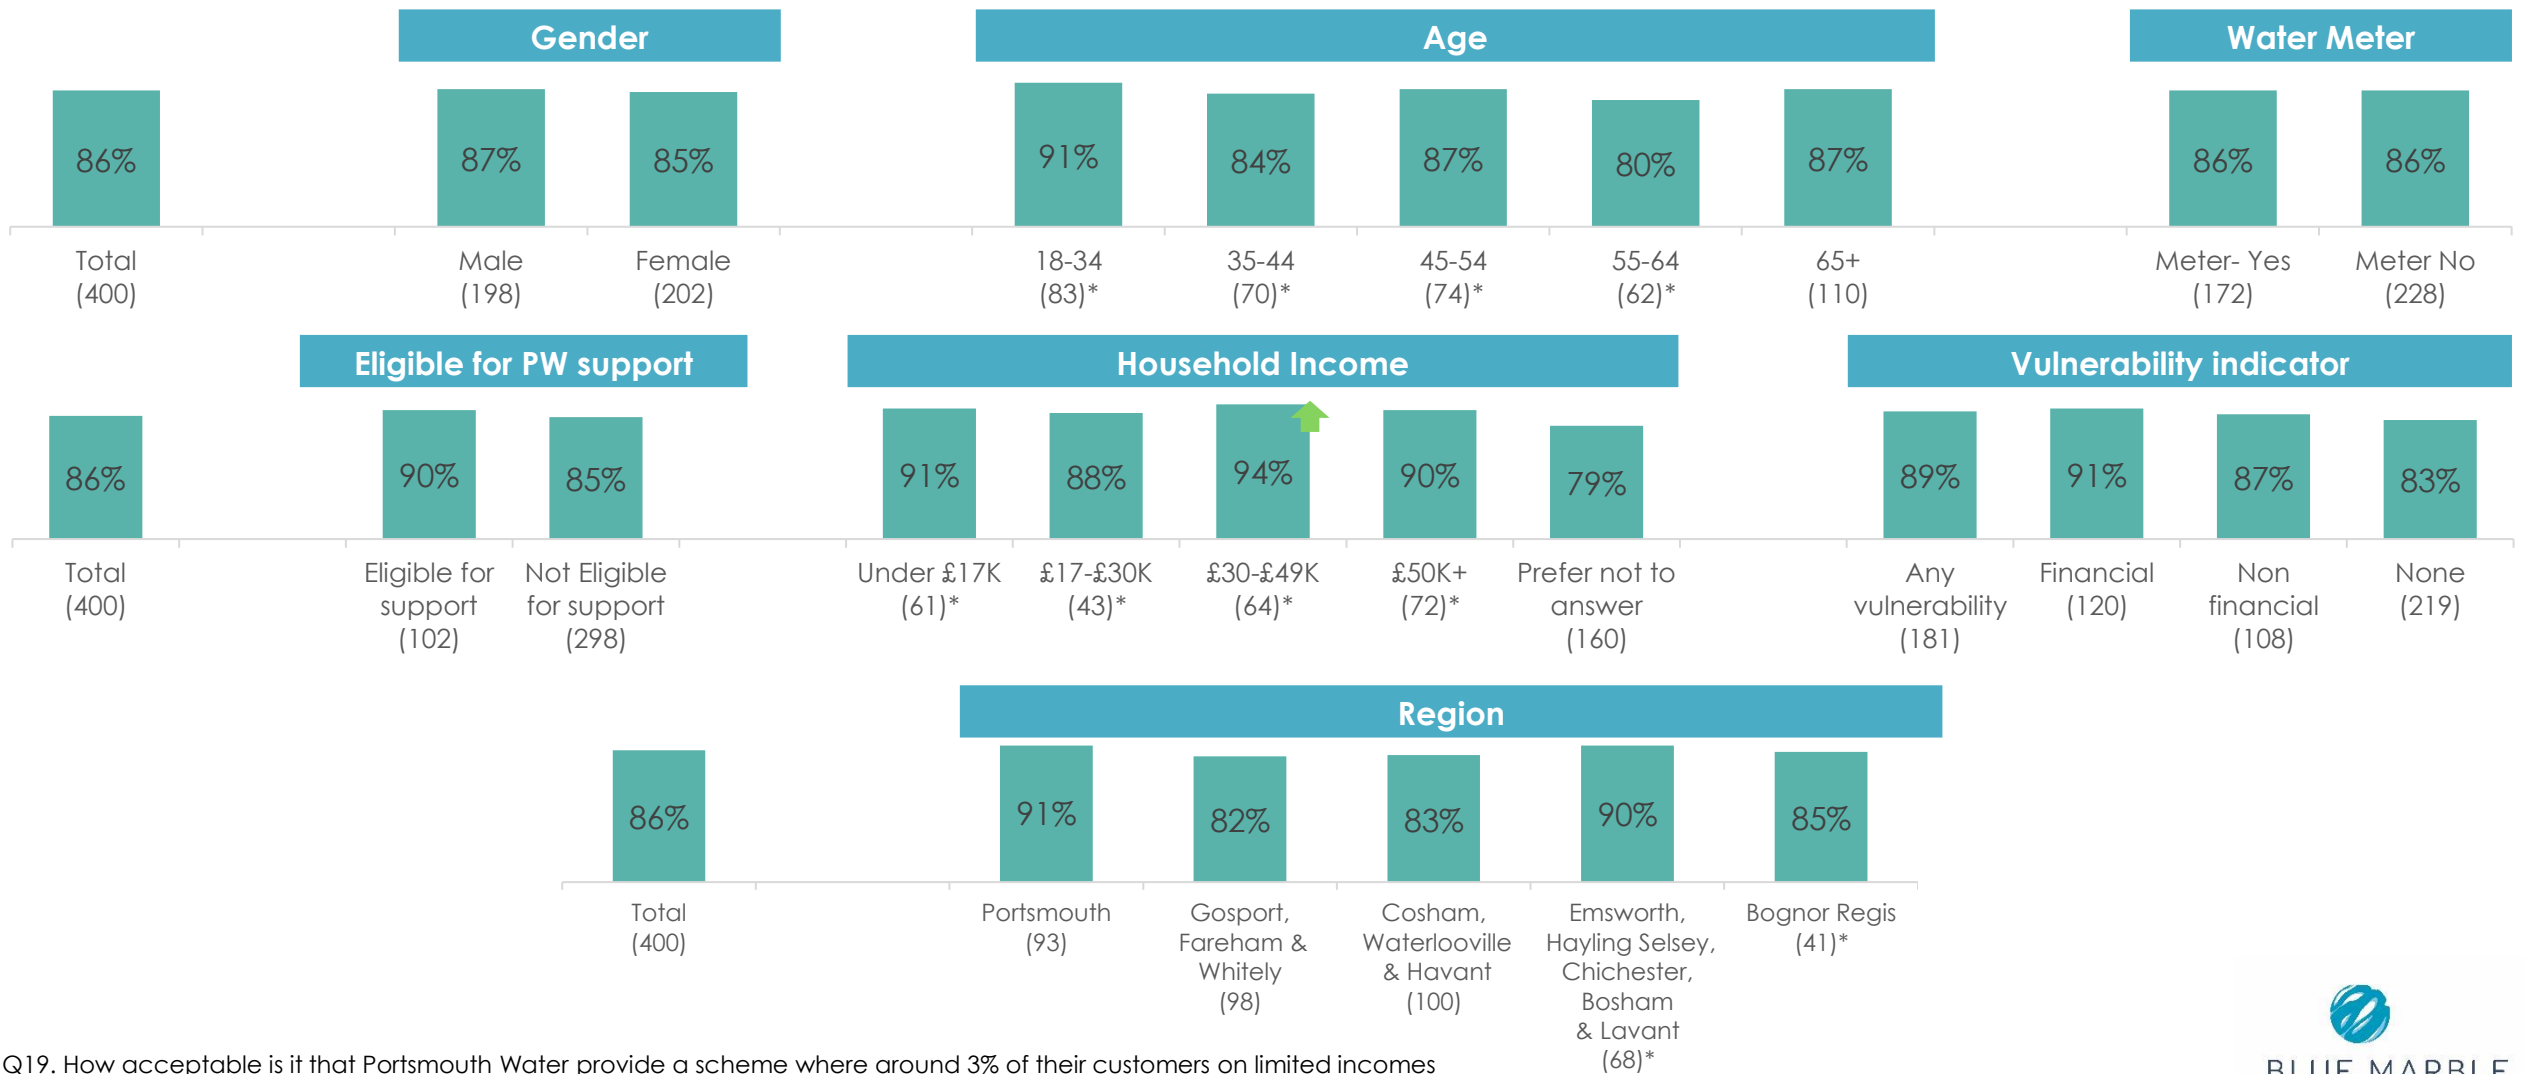 Gender
Age
Water Meter
86%
87%
85%
91%
84%
87%
80%
87%
86%
86%
Total
(400)
Male
(198)
Female
(202)
18-34
(83)*
35-44
(70)*
45-54
(74)*
55-64
(62)*
65+
(110)
Meter- Yes
(172)
Meter No
(228)
Eligible for PW support
Household Income
Vulnerability indicator
86%
90%
85%
91%
88%
94%
90%
79%
89%
91%
87%
83%
Total
(400)
Eligible for
support
(102)
Not Eligible
for support
(298)
Under £17K
(61)*
£17-£30K
(43)*
£30-£49K
(64)*
£50K+
(72)*
Prefer not to
answer
(160)
Any
vulnerability
(181)
Financial
(120)
Non
financial
(108)
None
(219)
Region
86%
91%
82%
83%
90%
85%
Total
(400)
Portsmouth
(93)
Gosport,
Fareham &
Whitely
(98)
Cosham,
Waterlooville
& Havant
(100)
Emsworth,
Hayling Selsey,
Chichester,
Bosham
& Lavant
(68)*
Bognor Regis
(41)*
Q19. How acceptable is it that Portsmouth Water provide a scheme where around 3% of their customers on limited incomes
BLUE MARBLE